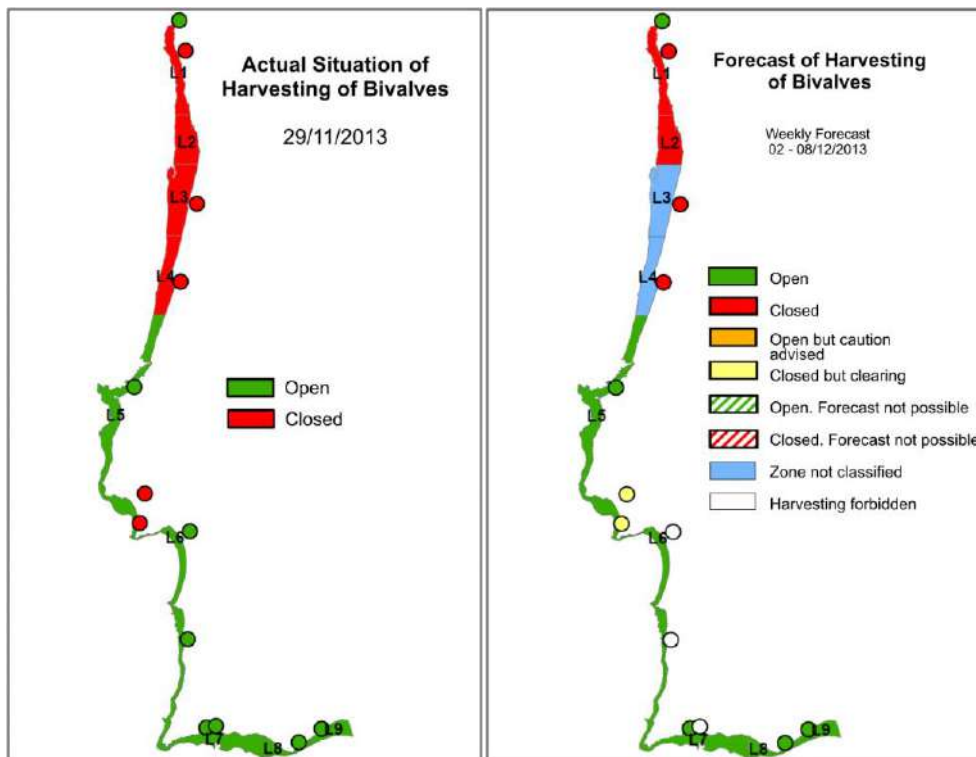 Actual Situation of
Harvesting of Bivalves
29/11/2013
L1
L2
L3
L4
L5
L6
L7
L8
L9
Open
Closed
Forecast of Harvesting
of Bivalves
Weekly Forecast
02 - 08/12/2013
L1
L2
L3
L4
L5
L6
L7
L8
L9
Open
Closed
Open but caution
advised
Closed but clearing
Open. Forecast not possible
Closed. Forecast not possible
Zone not classified
Harvesting forbidden